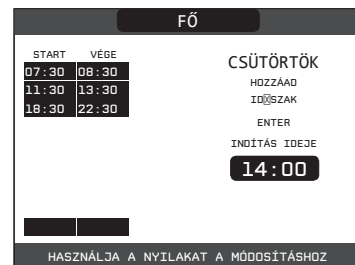 FŐ
START VÉGE
07:30 08:30
11:30 13:30
18:30 22:30
CSÜTÖRTÖK
HOZZÁAD
ENTER
INDÍTÁS IDEJE
14:00
HASZNÁLJA A NYILAKAT A MÓDOSÍTÁSHOZ